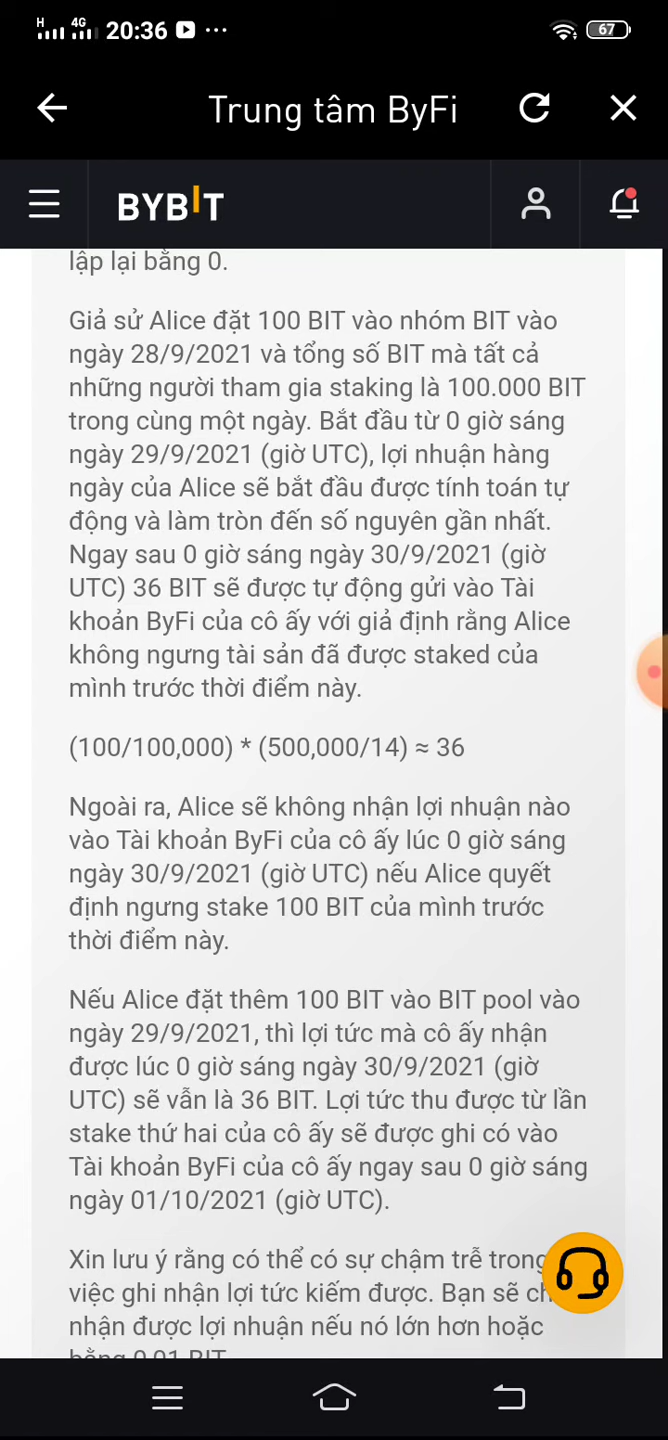 H 4G 20:36 67
Trung tâm ByFi
BYBIT
lập lại bằng 0.
Giả sử Alice đặt 100 BIT vào nhóm BIT vào
ngày 28/9/2021 và tổng số BIT mà tất cả
những người tham gia staking là 100.000 BIT
trong cùng một ngày. Bắt đầu từ 0 giờ sáng
ngày 29/9/2021 (giờ UTC), lợi nhuận hàng
ngày của Alice sẽ bắt đầu được tính toán tự
động và làm tròn đến số nguyên gần nhất.
Ngay sau 0 giờ sáng ngày 30/9/2021 (giờ
UTC) 36 BIT sẽ được tự động gửi vào Tài
khoản ByFi của cô ấy với giả định rằng Alice
không ngưng tài sản đã được staked của
mình trước thời điểm này.
(100/100,000) * (500,000/14) ≈ 36
Ngoài ra, Alice sẽ không nhận lợi nhuận nào
vào Tài khoản ByFi của cô ấy lúc 0 giờ sáng
ngày 30/9/2021 (giờ UTC) nếu Alice quyết
định ngưng stake 100 BIT của mình trước
thời điểm này.
Nếu Alice đặt thêm 100 BIT vào BIT pool vào
ngày 29/9/2021, thì lợi tức mà cô ấy nhận
được lúc 0 giờ sáng ngày 30/9/2021 (giờ
UTC) sẽ vẫn là 36 BIT. Lợi tức thu được từ lần
stake thứ hai của cô ấy sẽ được ghi có vào
Tài khoản ByFi của cô ấy ngay sau 0 giờ sáng
ngày 01/10/2021 (giờ UTC).
Xin lưu ý rằng có thể có sự chậm trễ trong
việc ghi nhận lợi tức kiếm được. Bạn sẽ
nhận được lợi nhuận nếu nó lớn hơn hoặc
bằng 0.01 BIT